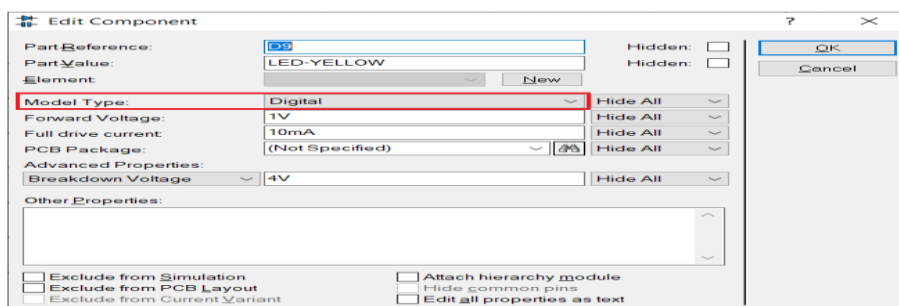 Edit Component ?
Part Reference: D9 Hidden:
Part Value: LED-YELLOW Hidden:
Element: New
Model Type: Digital Hide All
Forward Voltage: 1V Hide All
Full drive current: 10mA Hide All
PCB Package: (Not Specified) Hide All
Advanced Properties:
Breakdown Voltage 4V Hide All
Other Properties:
Exclude from Simulation Attach hierarchy module
Exclude from PCB Layout Hide common pins
Exclude from Current Variant Edit all properties as text
OK
Cancel